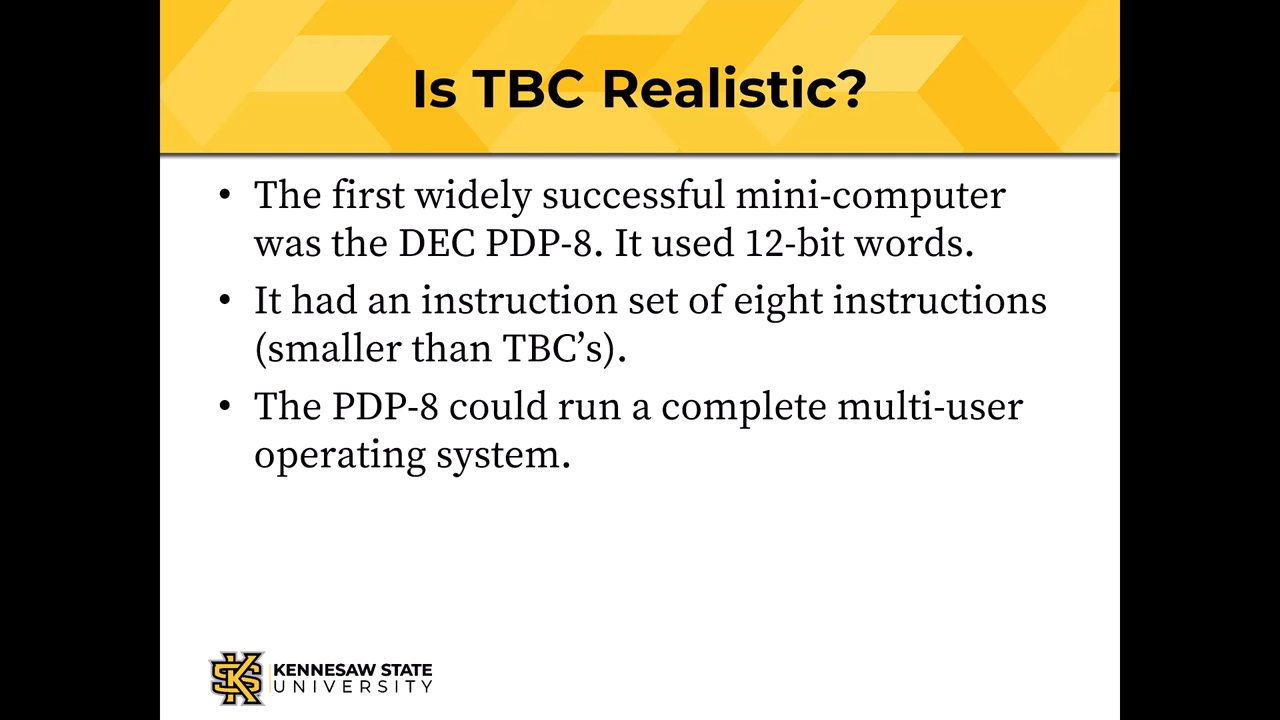 Is TBC Realistic?
• The first widely successful mini-computer
was the DEC PDP-8. It used 12-bit words.
• It had an instruction set of eight instructions
(smaller than TBC’s).
• The PDP-8 could run a complete multi-user
operating system.
KENNESAW STATE
UNIVERSITY